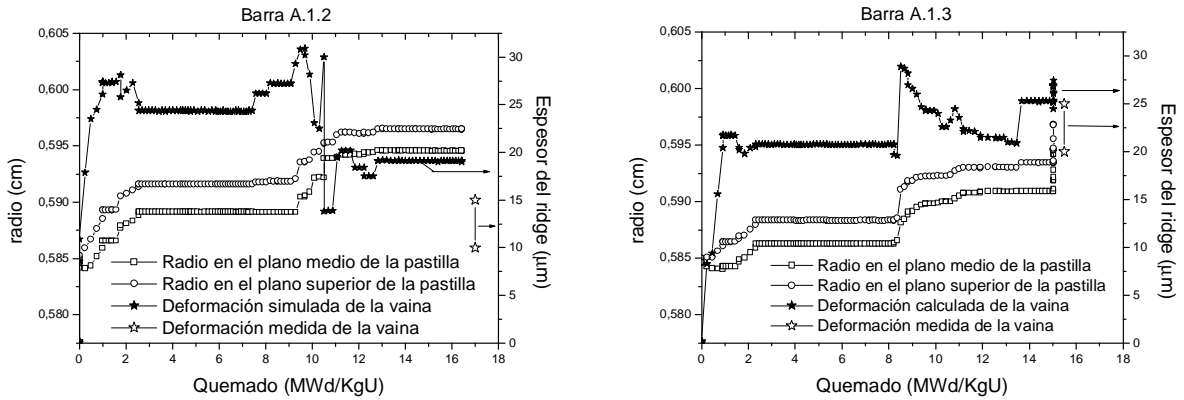 Barra A.1.2
0,605
0,600
0,595
0,590
0,585
0,580
radio (cm)
30
25
20
15
10
5
0
Espesor del ridge (μm)
Radio en el plano medio de la pastilla
Radio en el plano superior de la pastilla
Deformación simulada de la vaina
Deformación medida de la vaina
0 2 4 6 8 10 12 14 16 18
Quemado (MWd/KgU)
Barra A.1.3
0,605
0,600
0,595
0,590
0,585
0,580
radio (cm)
30
25
20
15
10
5
0
Espesor del ridge (μm)
Radio en el plano medio de la pastilla
Radio en el plano superior de la pastilla
Deformación calculada de la vaina
Deformación medida de la vaina
0 2 4 6 8 10 12 14 16 18
Quemado (MWd/KgU)